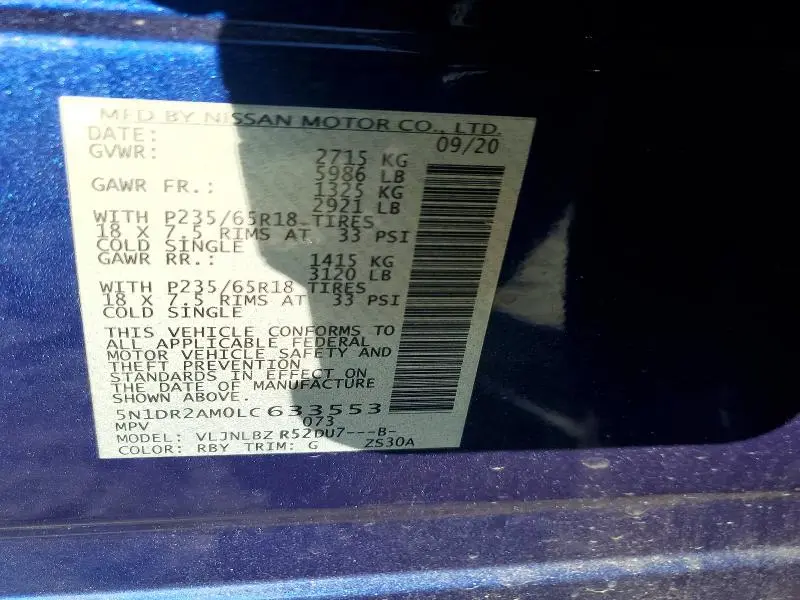 MFD BY NISSAN MOTOR CO., LTD.
DATE: 09/20
GVWR: 2715 KG
5986 LB
GAWR FR.: 1325 KG
2921 LB
WITH P235/65R18 TIRES
18 X 7.5 RIMS AT 33 PSI
COLD SINGLE
GAWR RR.: 1415 KG
3120 LB
WITH P235/65R18 TIRES
18 X 7.5 RIMS AT 33 PSI
COLD SINGLE
THIS VEHICLE CONFORMS TO
ALL APPLICABLE FEDERAL
MOTOR VEHICLE SAFETY AND
THEFT PREVENTION
STANDARDS IN EFFECT ON
THE DATE OF MANUFACTURE
SHOWN ABOVE.
5N1DR2AM0LC633553
MPV 073
MODEL: VLJNLBZ R52DU7---B-
COLOR: RBY TRIM: G ZS30A